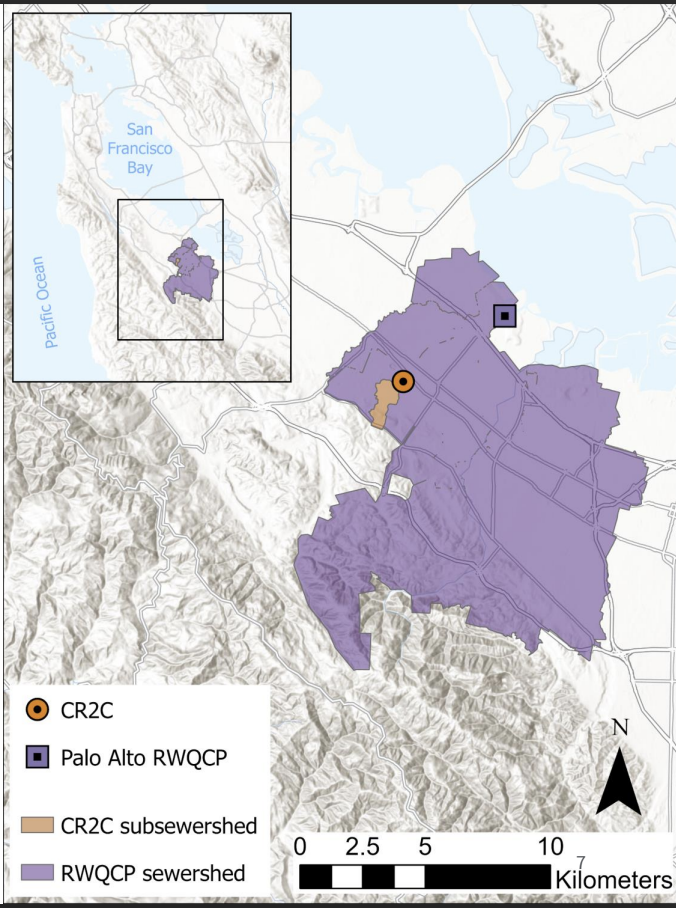 San
Francisco
Bay
Pacific Ocean
CR2C
Palo Alto RWQCP
CR2C subsewershed
RWQCP sewershed
N
0 2.5 5 10
7
Kilometers